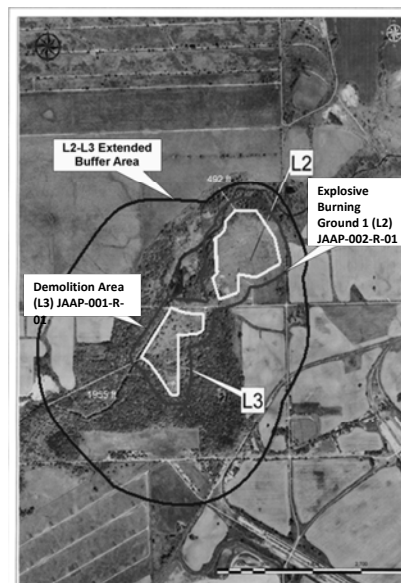 L2-L3 Extended
Buffer Area
492 ft
L2
Explosive
Burning
Ground 1 (L2)
JAAP-002-R-01
Demolition Area
(L3) JAAP-001-R-
01
1935 ft
L3